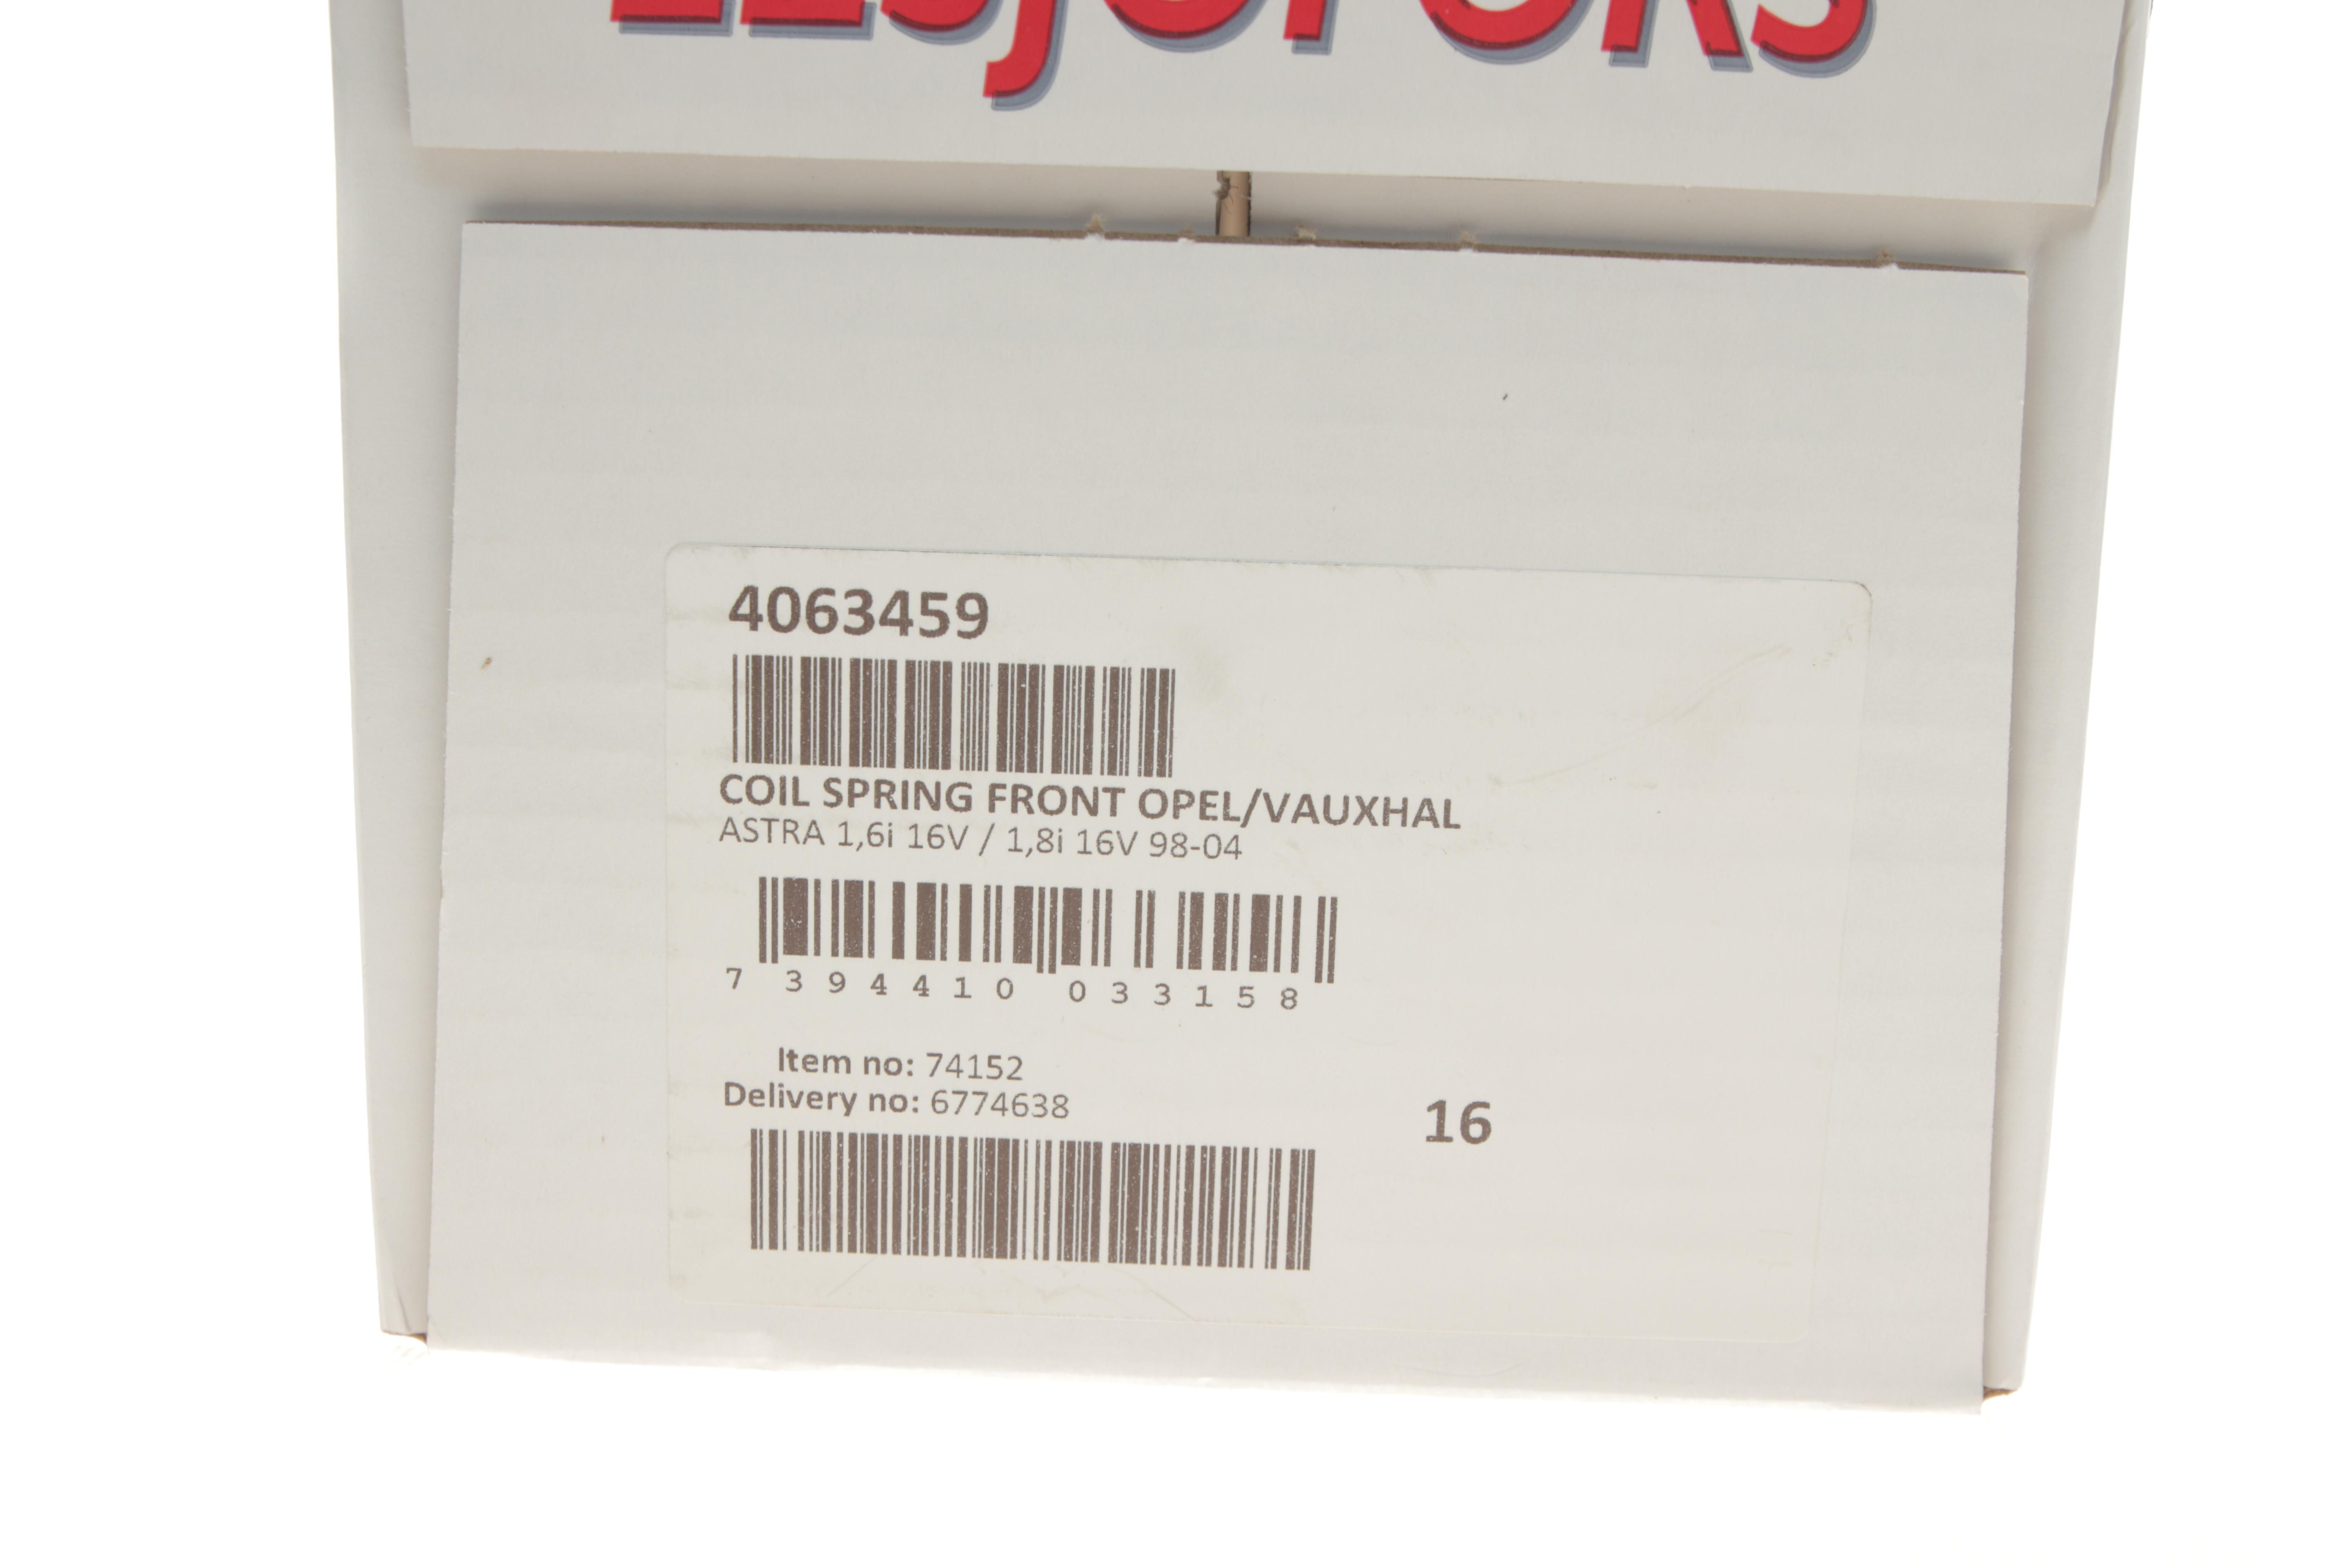 LESJÖFORS
4063459
COIL SPRING FRONT OPEL/VAUXHAL
ASTRA 1,6i 16V / 1,8i 16V 98-04
7 394410 033158
Item no: 74152
Delivery no: 6774638
16